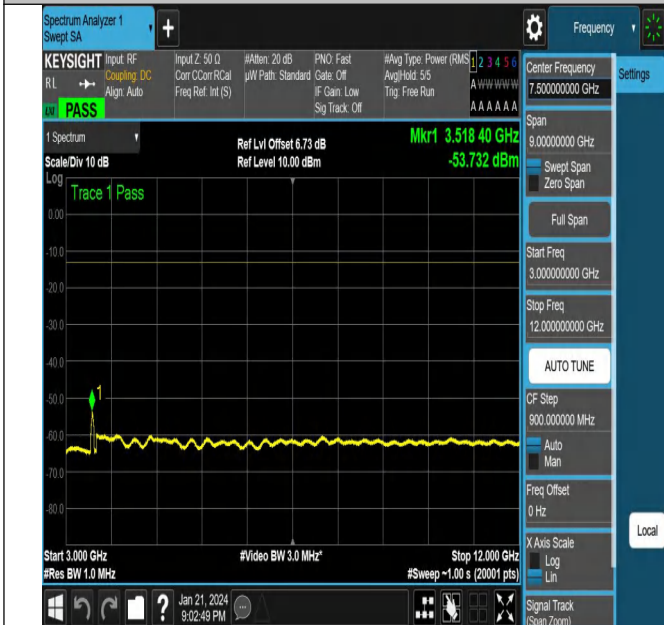 Spectrum Analyzer 1
Swept SA
+
Frequency
KEYSIGHT
RL
PASS
Input: RF
Coupling: DC
Align: Auto
Input Z: 50 Ω
Corr CCorr RCal
Freq Ref: Int (S)
#Atten: 20 dB
µW Path: Standard
PNO: Fast
Gate: Off
IF Gain: Low
Sig Track: Off
#Avg Type: Power (RMS
Avg|Hold: 5/5
Trig: Free Run
1 2 3 4 5 6
A W W W W W
A A A A A A
1 Spectrum
Scale/Div 10 dB
Ref Lvl Offset 6.73 dB
Ref Level 10.00 dBm
Mkr1 3.518 40 GHz
-53.732 dBm
Log
Trace 1 Pass
0.00
-10.0
-20.0
-30.0
-40.0
-50.0
1
-60.0
-70.0
-80.0
Start 3.000 GHz
#Res BW 1.0 MHz
#Video BW 3.0 MHz*
Stop 12.000 GHz
#Sweep ~1.00 s (20001 pts)
?
Jan 21, 2024
9:02:49 PM
Center Frequency
7.500000000 GHz
Settings
Span
9.00000000 GHz
Swept Span
Zero Span
Full Span
Start Freq
3.000000000 GHz
Stop Freq
12.000000000 GHz
AUTO TUNE
CF Step
900.000000 MHz
Auto
Man
Freq Offset
0 Hz
Local
X Axis Scale
Log
Lin
Signal Track
(Span Zoom)